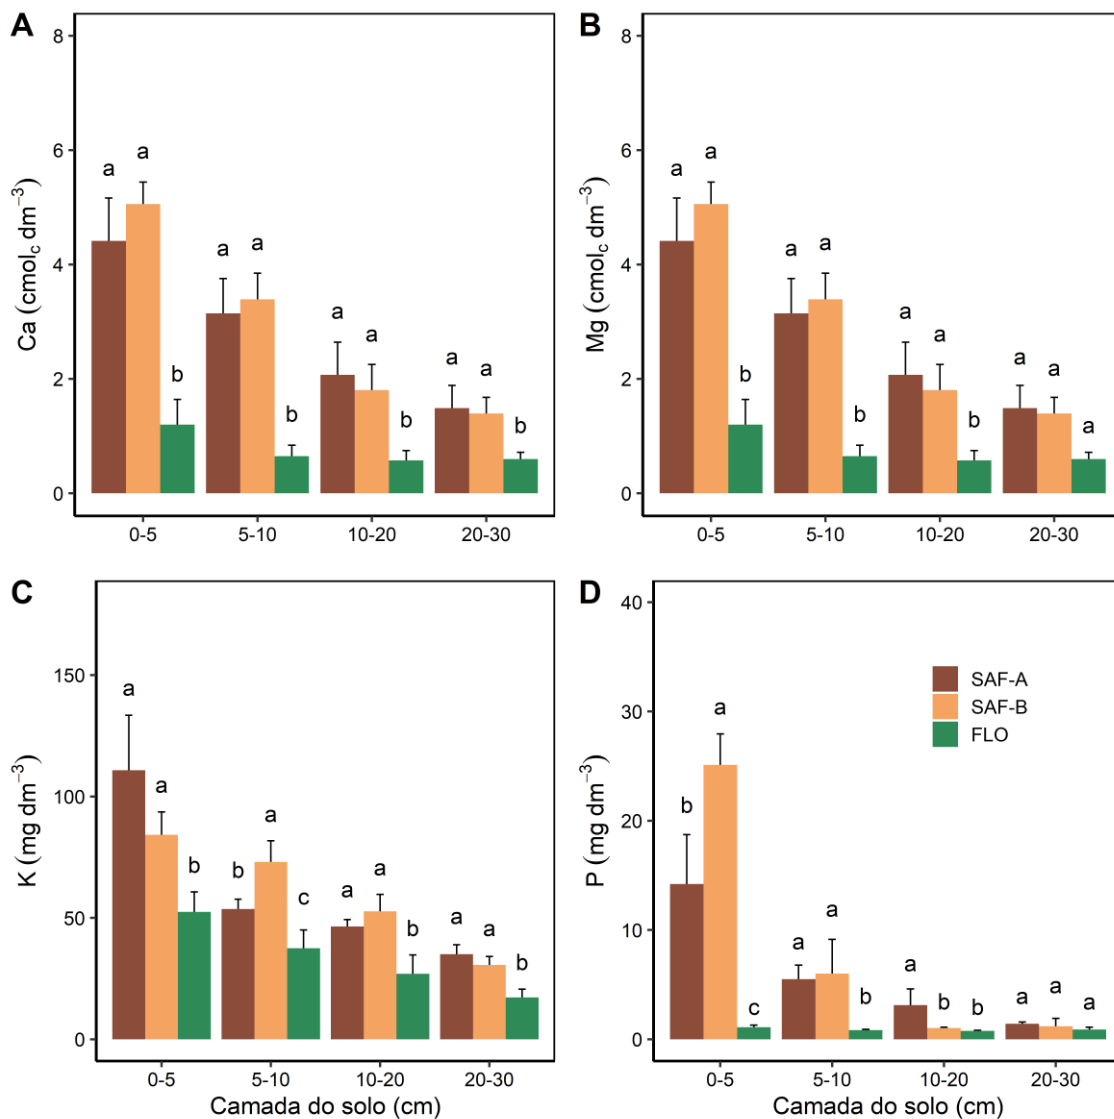 A
Ca (cmolc dm−3)
8
6
4
2
0
a a b
a a b
a a b
a a b
0-5 5-10 10-20 20-30
B
Mg (cmolc dm−3)
8
6
4
2
0
a a b
a a b
a a b
a a a
0-5 5-10 10-20 20-30
C
K (mg dm−3)
150
100
50
0
a a b
b a c
a a b
a a b
0-5 5-10 10-20 20-30
Camada do solo (cm)
D
P (mg dm−3)
40
30
20
10
0
b a c
a a b
a b b
a a a
SAF-A
SAF-B
FLO
0-5 5-10 10-20 20-30
Camada do solo (cm)